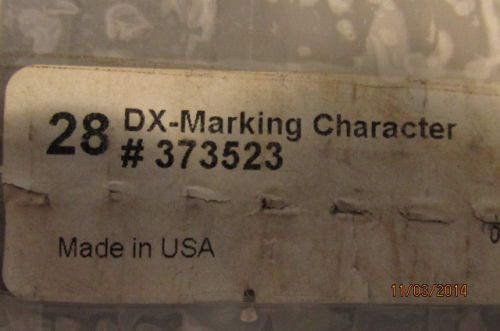 28 DX-Marking Character
# 373523
Made in USA
11/03/2014